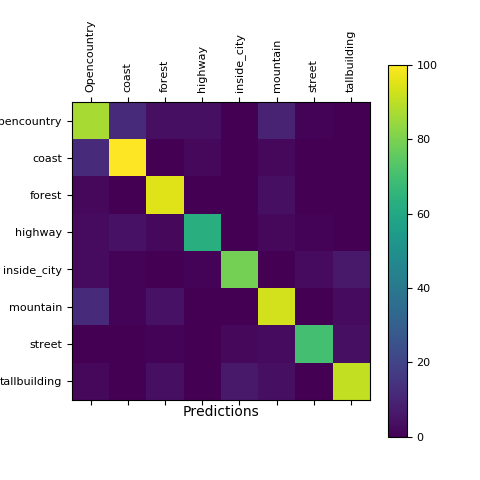 Opencountry
coast
forest
highway
inside_city
mountain
street
tallbuilding
pencountry
coast
forest
highway
inside_city
mountain
street
tallbuilding
Predictions
100
80
60
40
20
0